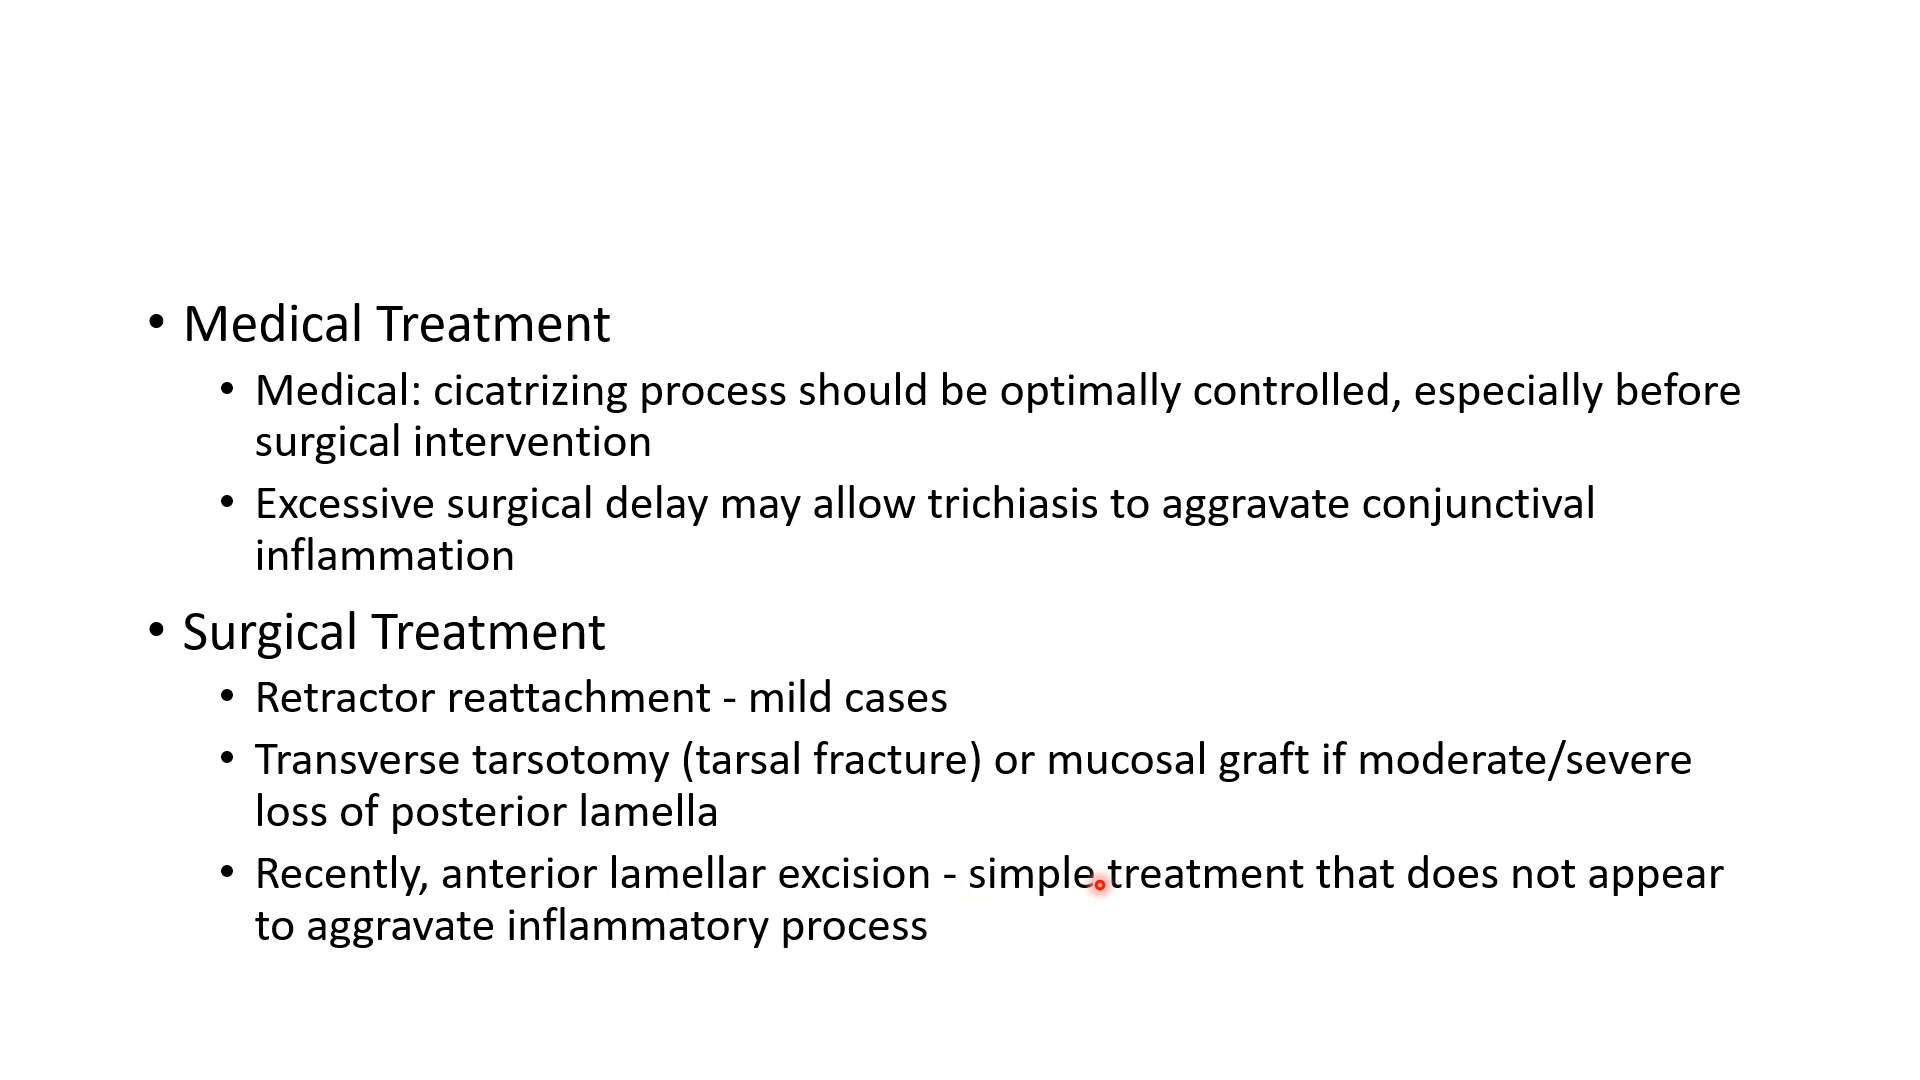 • Medical Treatment
• Medical: cicatrizing process should be optimally controlled, especially before
surgical intervention
• Excessive surgical delay may allow trichiasis to aggravate conjunctival
inflammation
• Surgical Treatment
• Retractor reattachment - mild cases
• Transverse tarsotomy (tarsal fracture) or mucosal graft if moderate/severe
loss of posterior lamella
• Recently, anterior lamellar excision - simple treatment that does not appear
to aggravate inflammatory process